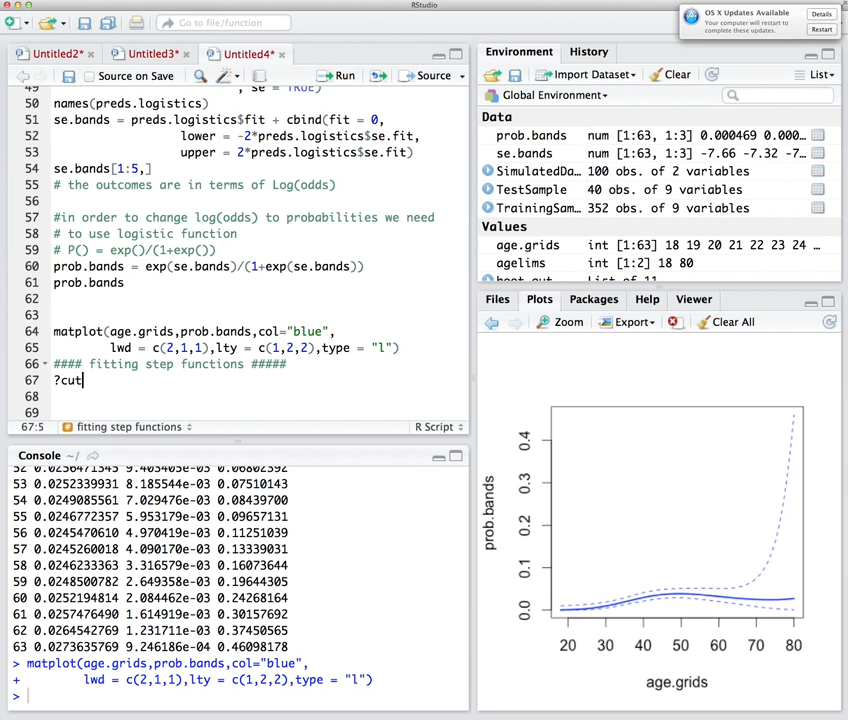 RStudio
Go to file/function
OS X Updates Available
Your computer will restart to
complete these updates.
Details
Restart
Untitled2*
Untitled3*
Untitled4*
Source on Save
Run
Source
49 , se = TRUE)
50 names(preds.logistics)
51 se.bands = preds.logistics$fit + cbind(fit = 0,
52 lower = -2*preds.logistics$se.fit,
53 upper = 2*preds.logistics$se.fit)
54 se.bands[1:5,]
55 # the outcomes are in terms of Log(odds)
56
57 #in order to change log(odds) to probabilities we need
58 # to use logistic function
59 # P() = exp()/(1+exp())
60 prob.bands = exp(se.bands)/(1+exp(se.bands))
61 prob.bands
62
63
64 matplot(age.grids,prob.bands,col="blue",
65 lwd = c(2,1,1),lty = c(1,2,2),type = "l")
66 #### fitting step functions #####
67 ?cut
68
69
67:5 fitting step functions R Script
Console ~/
52 0.0256471345 9.403405e-03 0.06802392
53 0.0252339931 8.185544e-03 0.07510143
54 0.0249085561 7.029476e-03 0.08439700
55 0.0246772357 5.953179e-03 0.09657131
56 0.0245470610 4.970419e-03 0.11251039
57 0.0245260018 4.090170e-03 0.13339031
58 0.0246233363 3.316579e-03 0.16073644
59 0.0248500782 2.649358e-03 0.19644305
60 0.0252194814 2.084462e-03 0.24268164
61 0.0257476490 1.614919e-03 0.30157692
62 0.0264542769 1.231711e-03 0.37450565
63 0.0273635769 9.246186e-04 0.46098178
> matplot(age.grids,prob.bands,col="blue",
+ lwd = c(2,1,1),lty = c(1,2,2),type = "l")
>
Environment History
Import Dataset Clear List
Global Environment
Data
prob.bands num [1:63, 1:3] 0.000469 0.000...
se.bands num [1:63, 1:3] -7.66 -7.32 -7...
SimulatedDa... 100 obs. of 2 variables
TestSample 40 obs. of 9 variables
TrainingSam... 352 obs. of 9 variables
Values
age.grids int [1:63] 18 19 20 21 22 23 24 ...
agelims int [1:2] 18 80
boot.out List of 11
Files Plots Packages Help Viewer
Zoom Export Clear All
prob.bands
0.4
0.3
0.2
0.1
0.0
20 30 40 50 60 70 80
age.grids